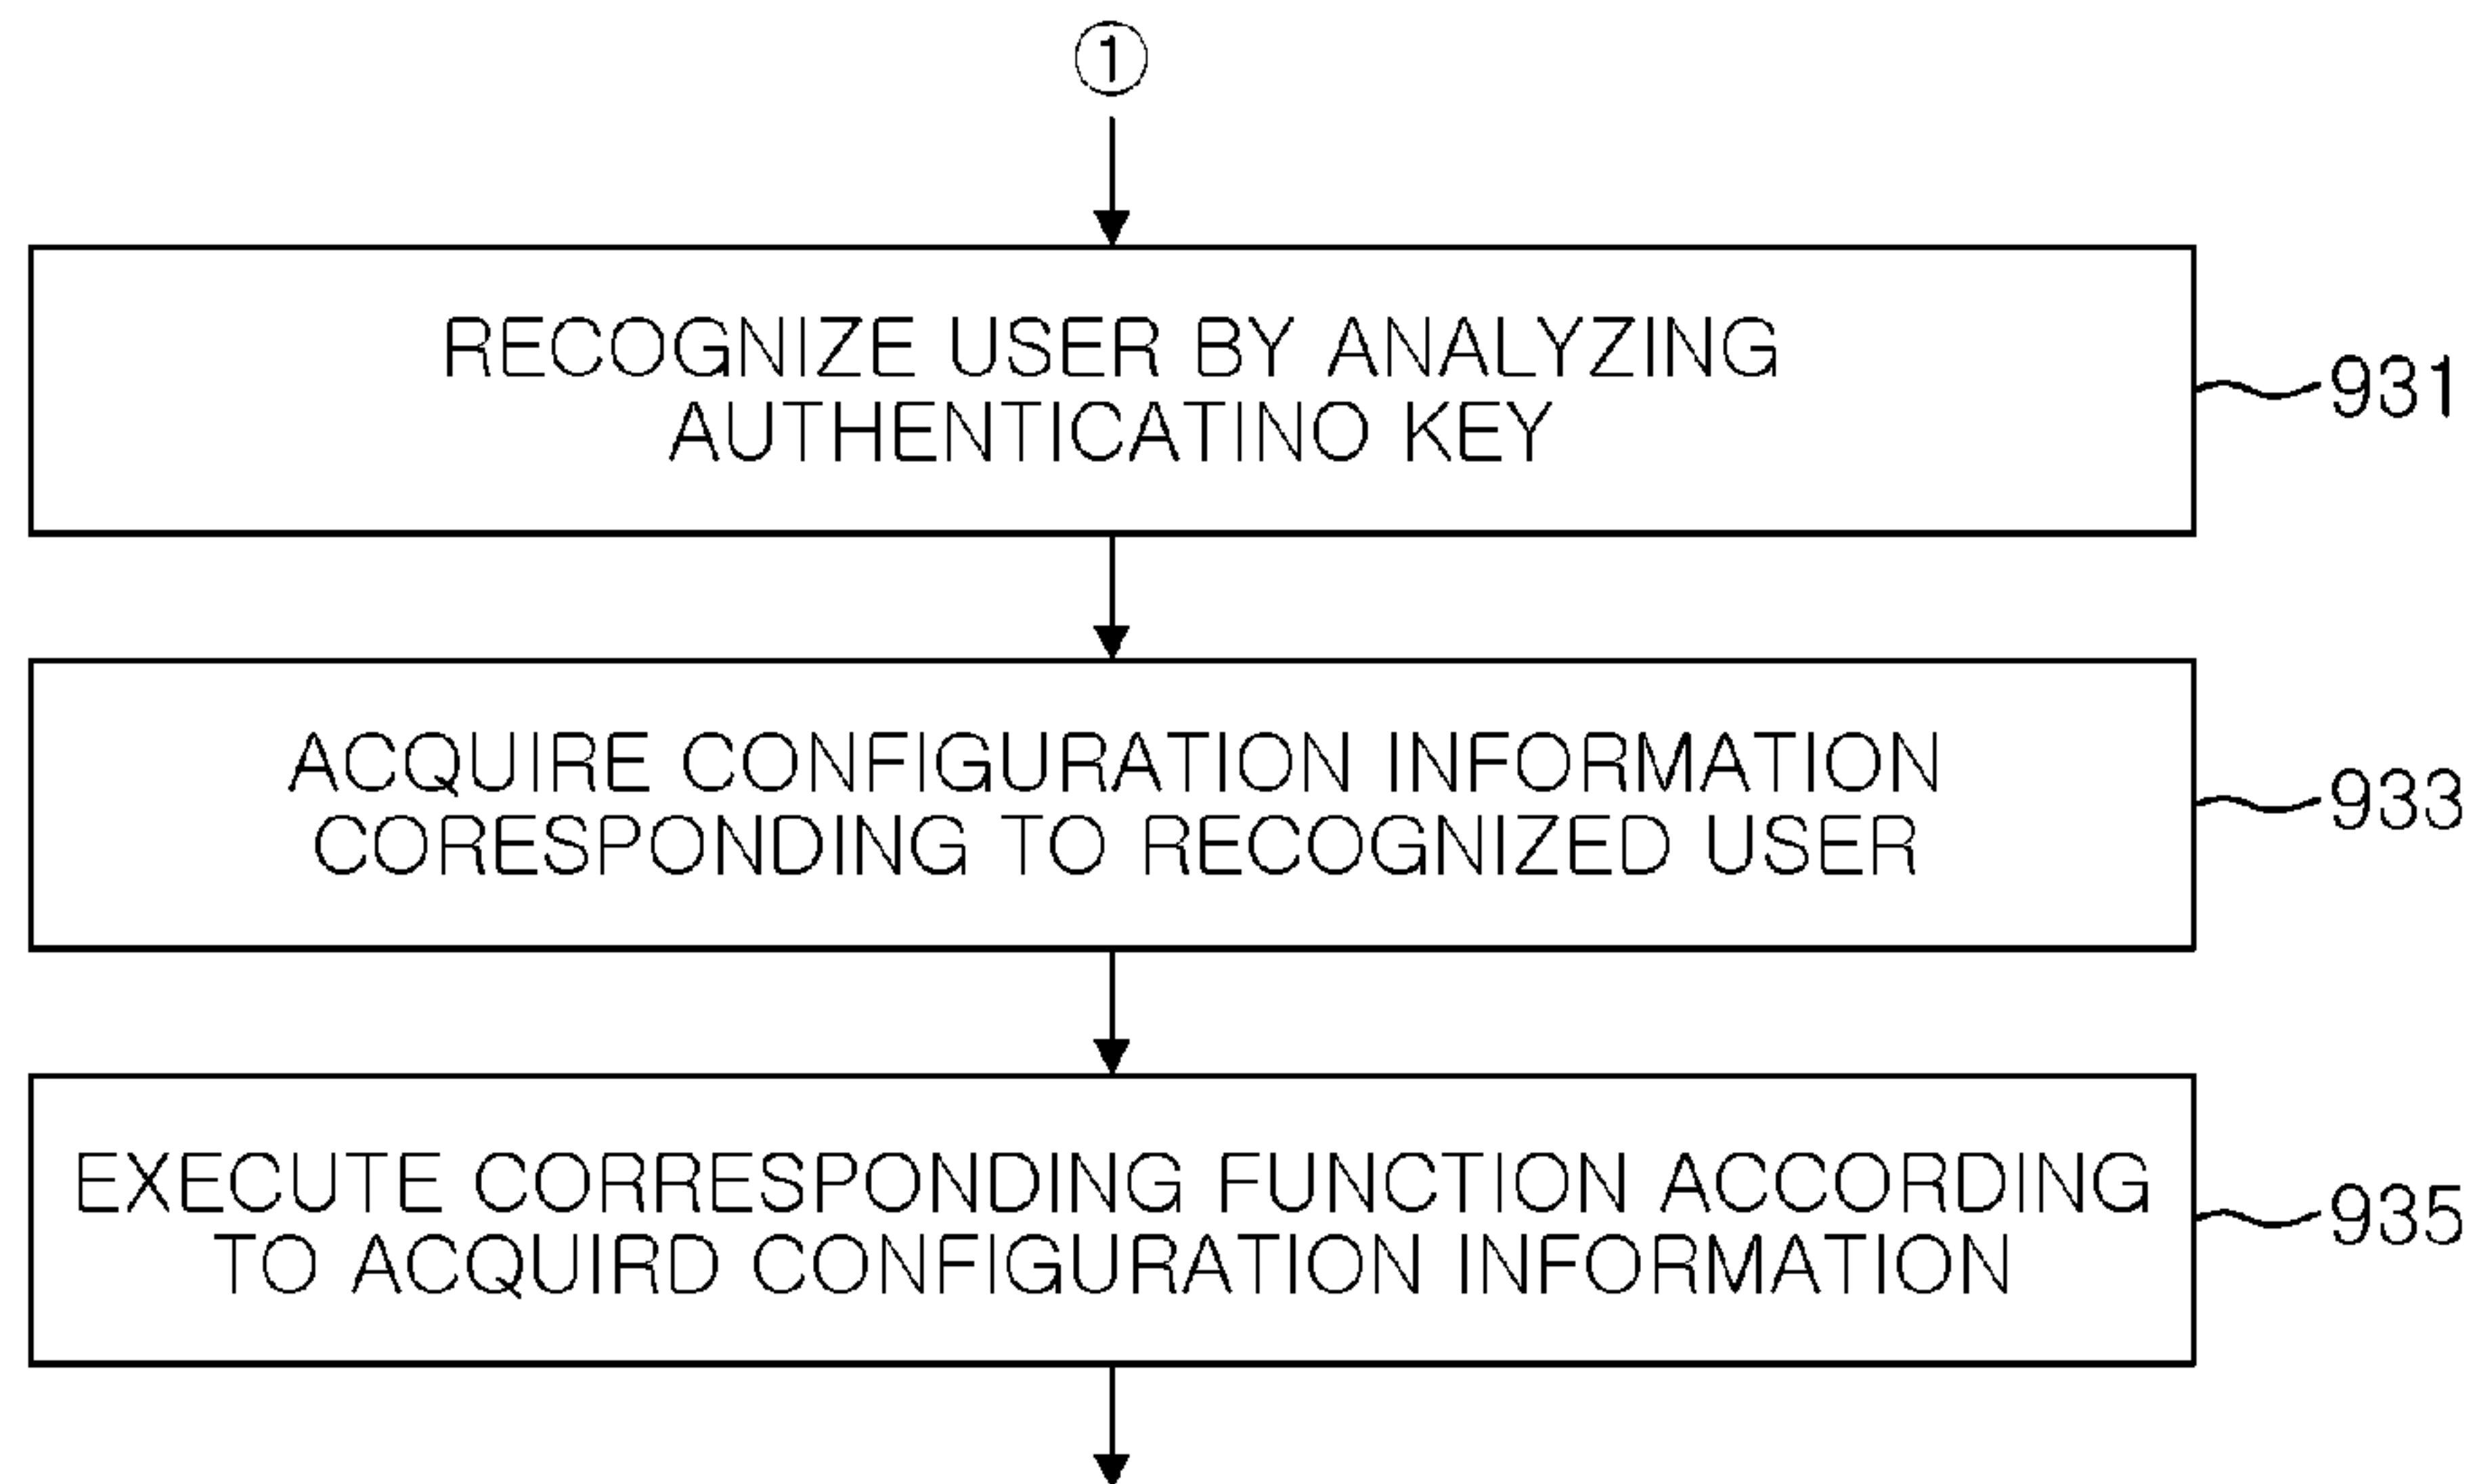 ①
RECOGNIZE USER BY ANALYZING
AUTHENTICATINO KEY
931
ACQUIRE CONFIGURATION INFORMATION
CORESPONDING TO RECOGNIZED USER
933
EXECUTE CORRESPONDING FUNCTION ACCORDING
TO ACQUIRD CONFIGURATION INFORMATION
935